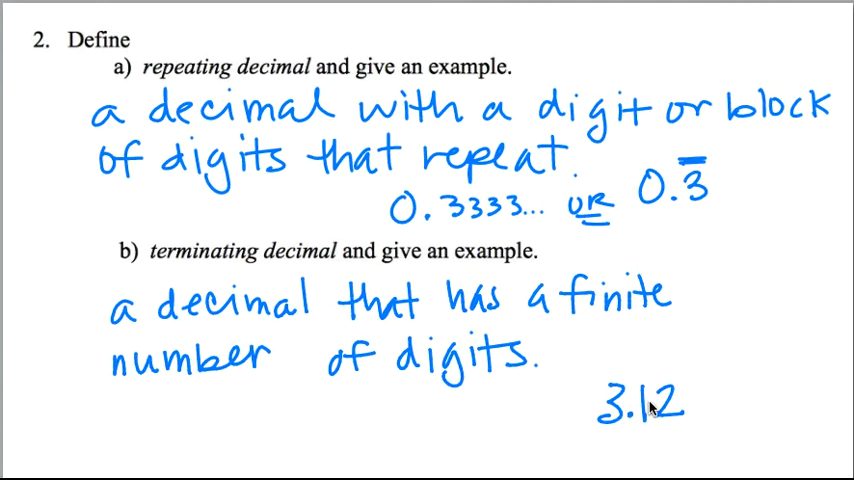 2. Define
a) repeating decimal and give an example.
a decimal with a digit or block
of digits that repeat.
0.3333... OR 0.3̅
b) terminating decimal and give an example.
a decimal that has a finite
number of digits.
3.12